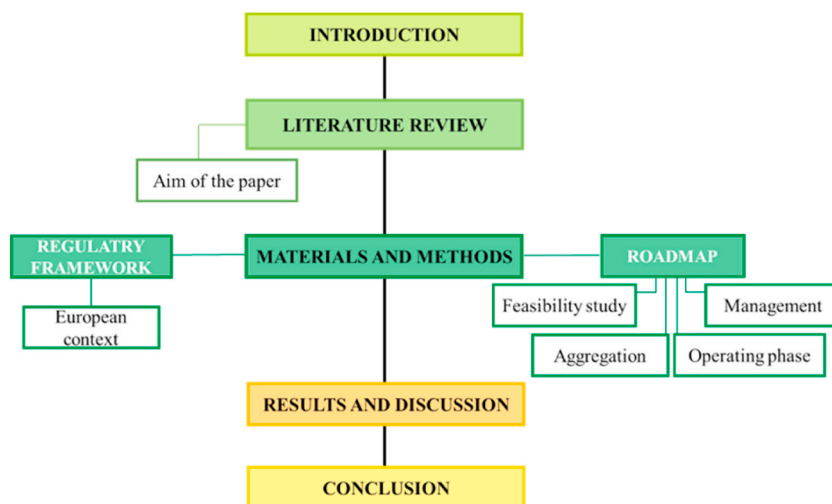 INTRODUCTION
LITERATURE REVIEW
Aim of the paper
REGULATRY
FRAMEWORK
MATERIALS AND METHODS
ROADMAP
European
context
Feasibility study
Management
Aggregation
Operating phase
RESULTS AND DISCUSSION
CONCLUSION